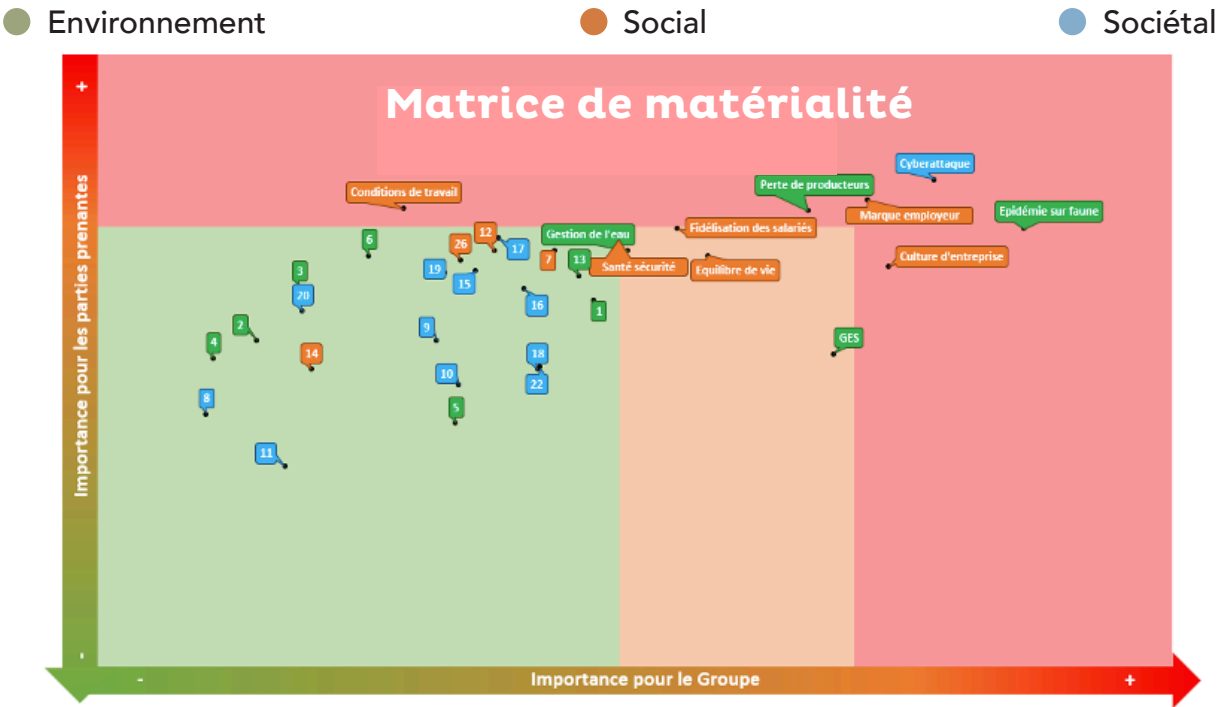 Environnement
Social
Sociétal
+
Matrice de matérialité
Cyberattaque
Perte de producteurs
Conditions de travail
Marque employeur
Epidémie sur faune
Fidélisation des salariés
Gestion de l'eau
12
6
26
17
7
13
Santé sécurité
Equilibre de vie
Culture d'entreprise
19
3
15
20
16
1
2
9
GES
4
14
18
10
22
8
5
11
Importance pour les parties prenantes
-
-
Importance pour le Groupe
+